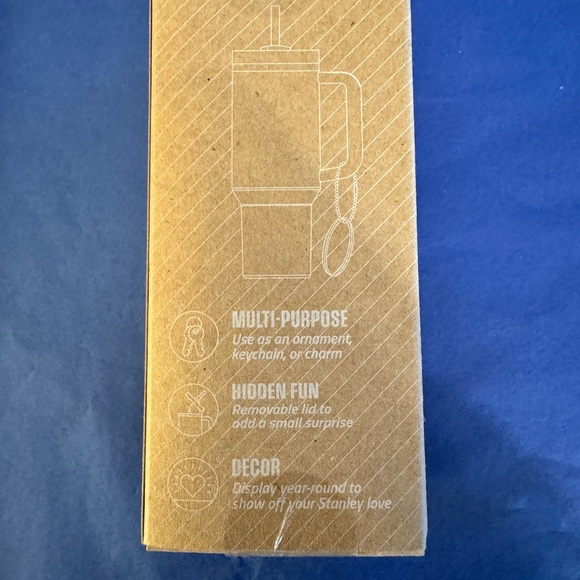 MULTI-PURPOSE
Use as an ornament,
keychain, or charm
HIDDEN FUN
Removable lid to
add a small surprise
DECOR
Display year-round to
show off your Stanley love